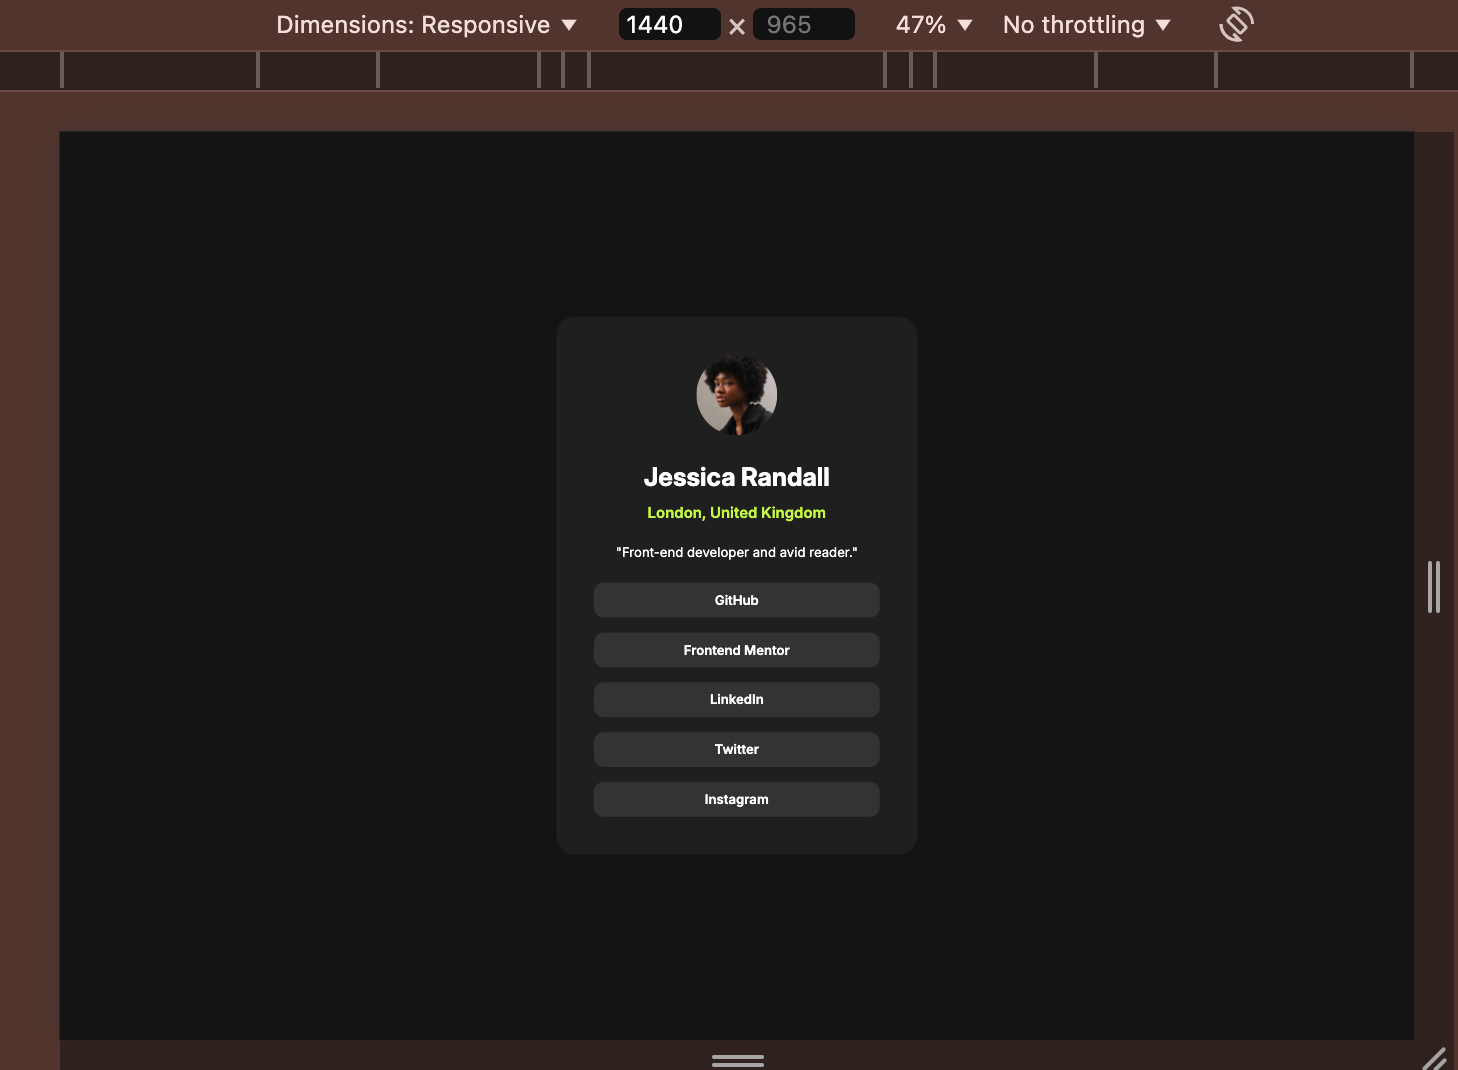 Dimensions: Responsive ▼ 1440 × 965 47% ▼ No throttling ▼
Jessica Randall
London, United Kingdom
"Front-end developer and avid reader."
GitHub
Frontend Mentor
LinkedIn
Twitter
Instagram